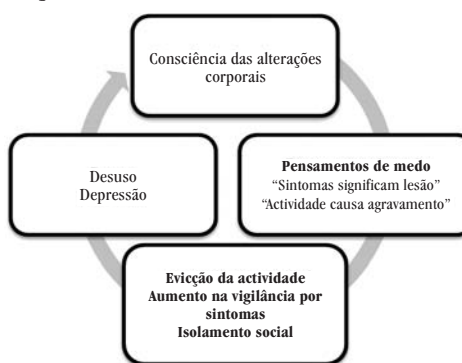 Consciência das alterações
corporais
Pensamentos de medo
“Sintomas significam lesão”
“Actividade causa agravamento”
Evicção da actividade
Aumento na vigilância por
sintomas
Isolamento social
Desuso
Depressão